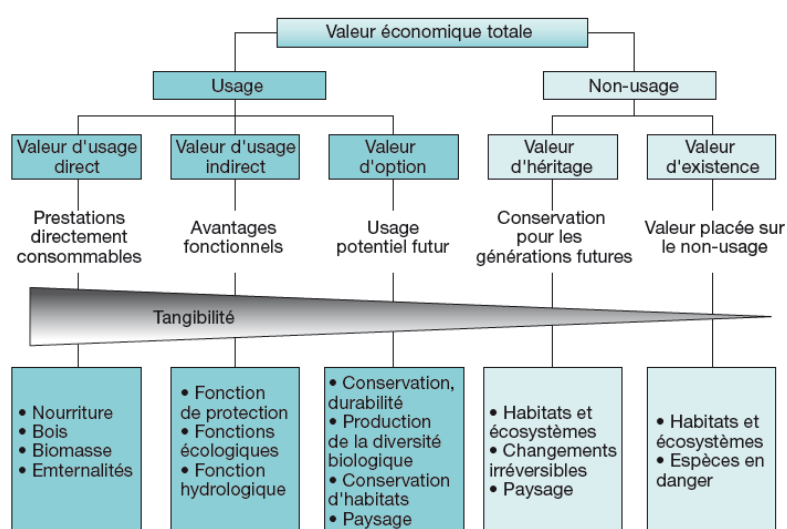 Valeur économique totale
Usage
Non-usage
Valeur d'usage
direct
Valeur d'usage
indirect
Valeur
d'option
Valeur
d'héritage
Valeur
d'existence
Prestations
directement
consommables
Avantages
fonctionnels
Usage
potentiel futur
Conservation
pour les
générations futures
Valeur placée sur
le non-usage
Tangibilité
• Nourriture
• Bois
• Biomasse
• Emternalités
• Fonction
de protection
• Fonctions
écologiques
• Fonction
hydrologique
• Conservation,
durabilité
• Production
de la diversité
biologique
• Conservation
d'habitats
• Paysage
• Habitats et
écosystèmes
• Changements
irréversibles
• Paysage
• Habitats et
écosystèmes
• Espèces en
danger